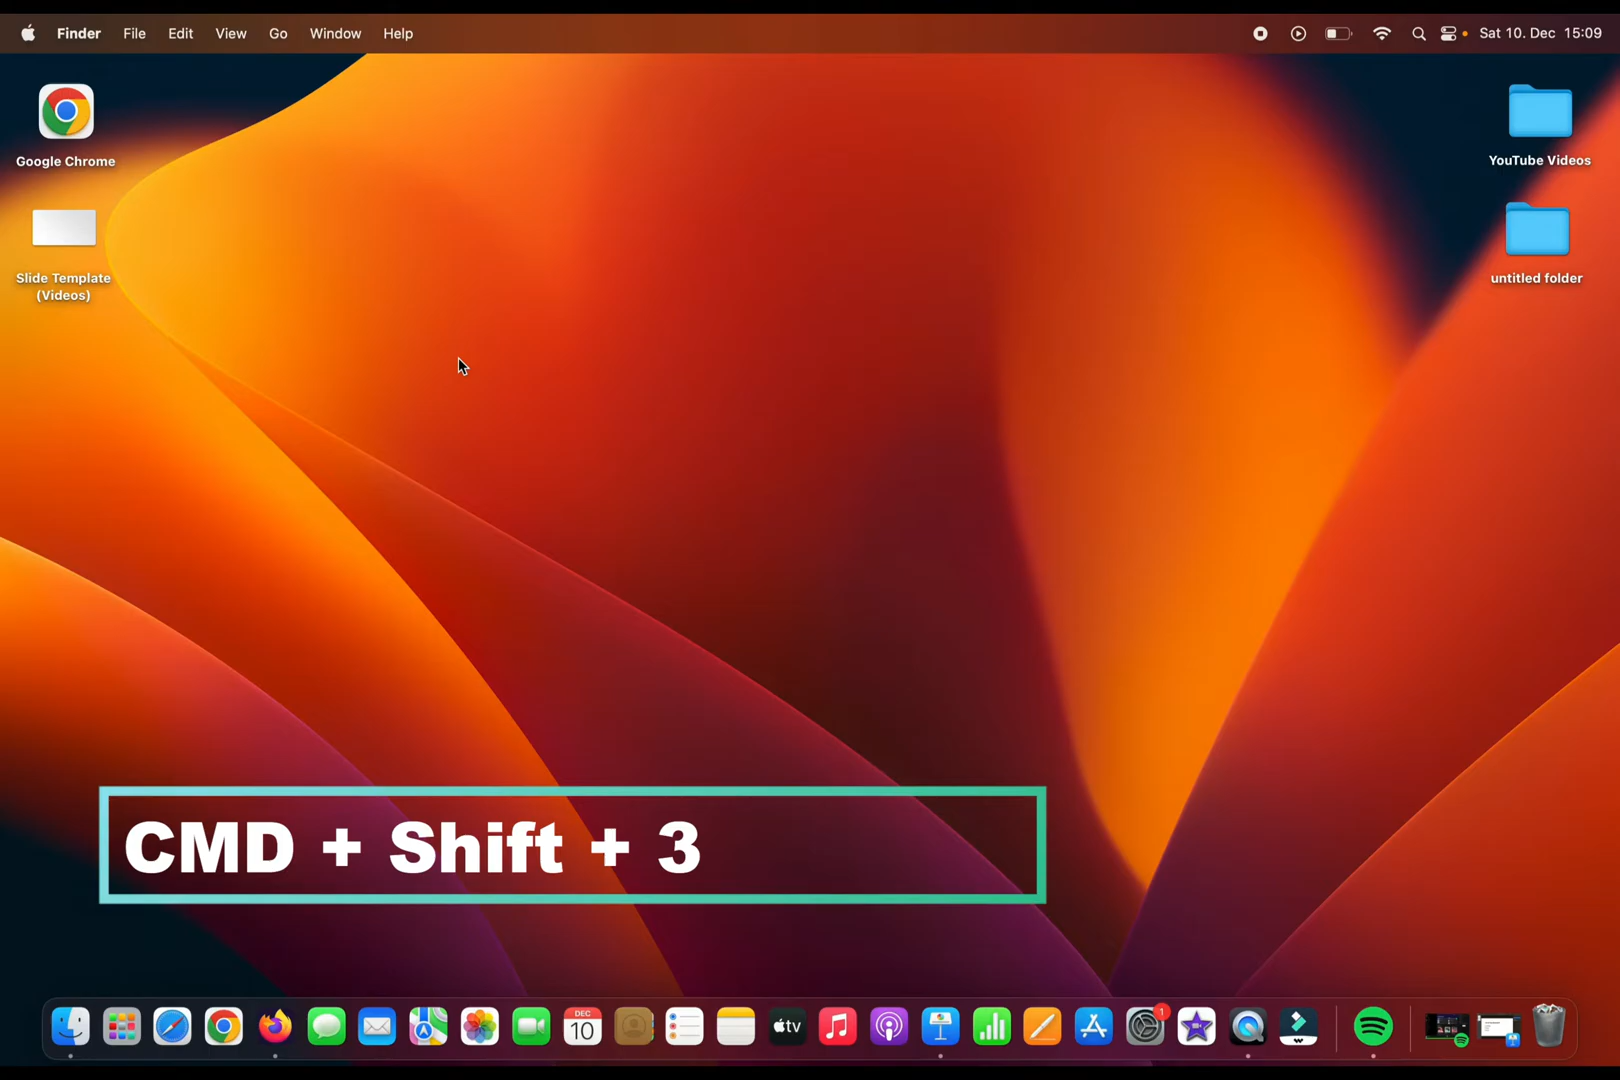 Finder File Edit View Go Window Help Sat 10. Dec 15:09
Google Chrome
YouTube Videos
Slide Template
(Videos)
untitled folder
CMD + Shift + 3
DEC
10
tv
1